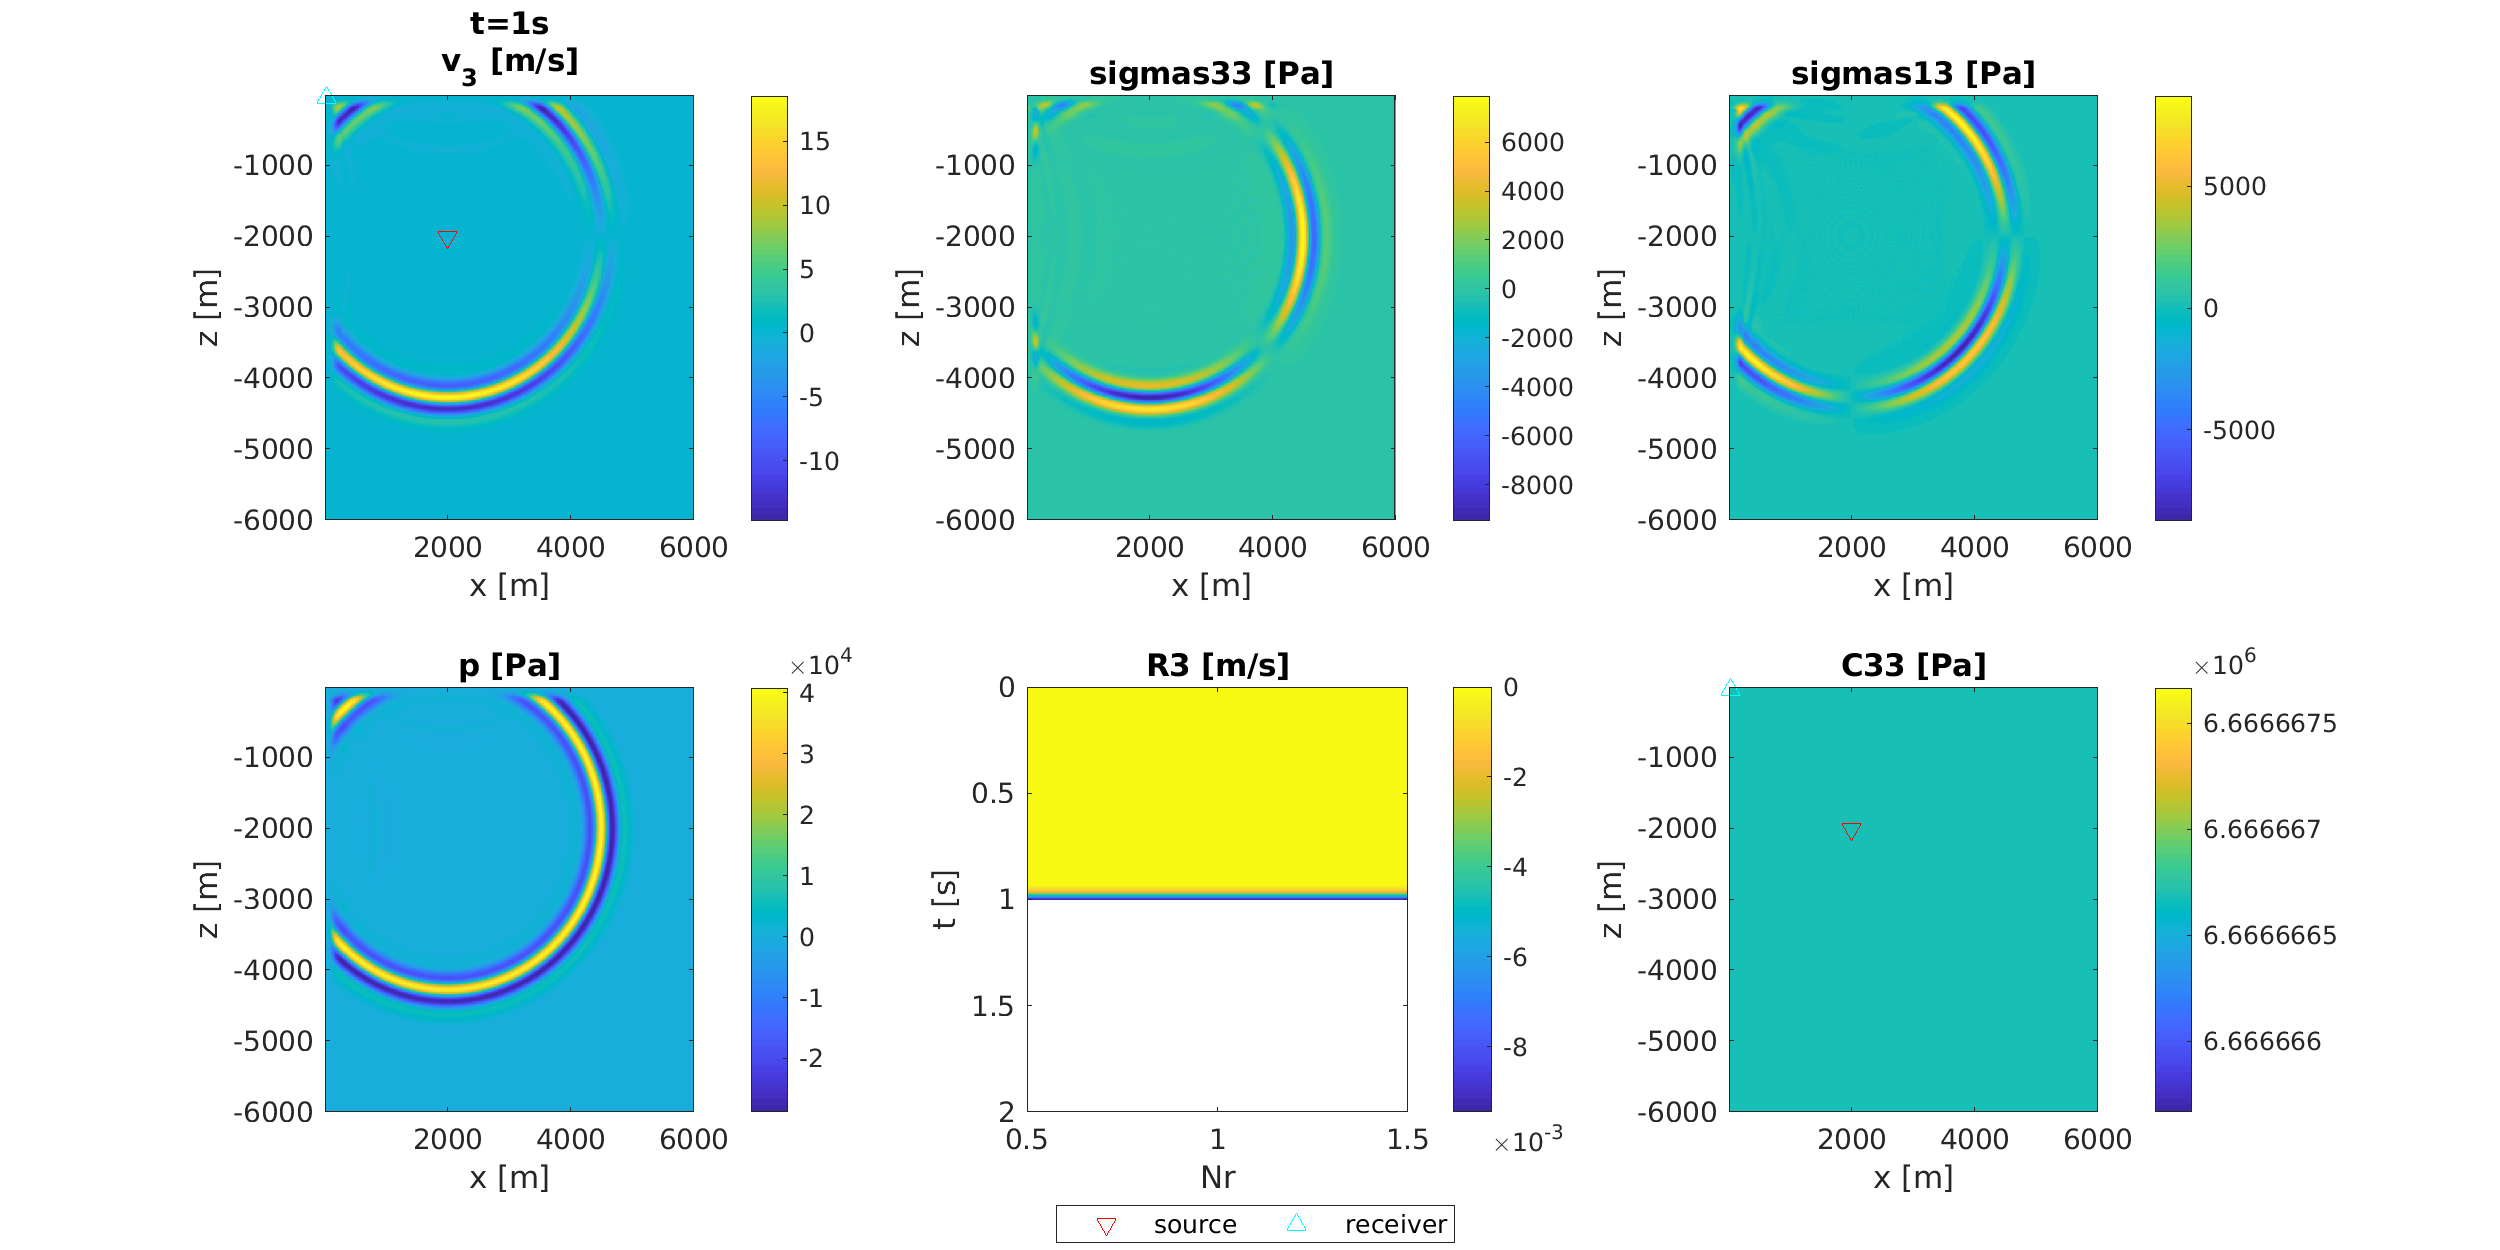 t=1s
v3 [m/s]
-1000
-2000
-3000
-4000
-5000
-6000
2000 4000 6000
z [m]
x [m]
15
10
5
0
-5
-10
sigmas33 [Pa]
-1000
-2000
-3000
-4000
-5000
-6000
2000 4000 6000
z [m]
x [m]
6000
4000
2000
0
-2000
-4000
-6000
-8000
sigmas13 [Pa]
-1000
-2000
-3000
-4000
-5000
-6000
2000 4000 6000
z [m]
x [m]
5000
0
-5000
p [Pa]
-1000
-2000
-3000
-4000
-5000
-6000
2000 4000 6000
z [m]
x [m]
×10^4
4
3
2
1
0
-1
-2
R3 [m/s]
0
0.5
1
1.5
2
0.5 1 1.5
t [s]
Nr
0
-2
-4
-6
-8
×10^-3
C33 [Pa]
-1000
-2000
-3000
-4000
-5000
-6000
2000 4000 6000
z [m]
x [m]
×10^6
6.6666675
6.666667
6.6666665
6.666666
source receiver